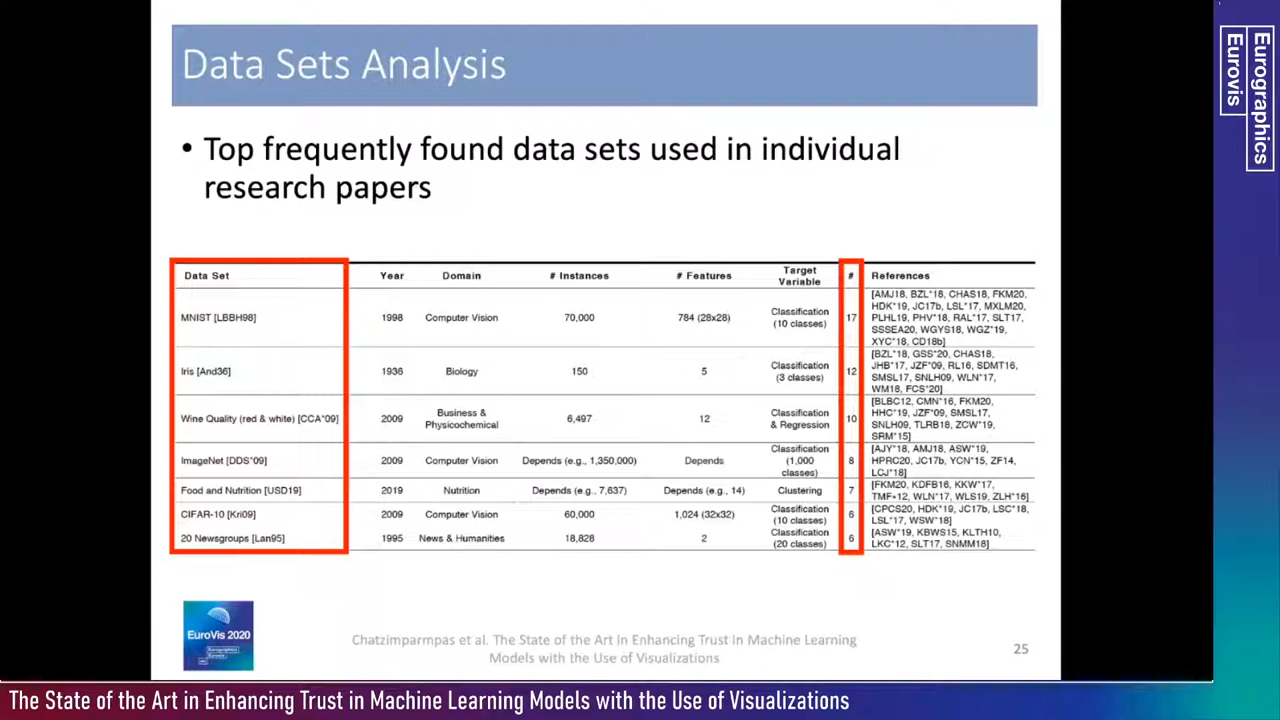 Data Sets Analysis
• Top frequently found data sets used in individual
research papers
Data Set Year Domain # Instances # Features Target Variable # References
MNIST [LBBH98] 1998 Computer Vision 70,000 784 (28x28) Classification (10 classes) 17 [AMJ18, BZL*18, CHAS18, FKM20, HDK*19, JC17b, LSL*17, MXLM20, PLHL19, PHV*18, RAL*17, SLT17, SSSEA20, WGYS18, WGZ*19, XYC*18, CD18b]
Iris [And36] 1936 Biology 150 5 Classification (3 classes) 12 [BZL*18, GSS*20, CHAS18, JHB*17, JZF*09, RL16, SDMT16, SMSL17, SNLH09, WLN*17, WM18, FCS*20]
Wine Quality (red & white) [CCA*09] 2009 Business & Physicochemical 6,497 12 Classification & Regression 10 [BLBC12, CMN*16, FKM20, HHC*19, JZF*09, SMSL17, SNLH09, TLRB18, ZCW*19, SRM*15]
ImageNet [DDS*09] 2009 Computer Vision Depends (e.g., 1,350,000) Depends Classification (1,000 classes) 8 [AJY*18, AMJ18, ASW*19, HPRC20, JC17b, YCN*15, ZF14, LCJ*18]
Food and Nutrition [USD19] 2019 Nutrition Depends (e.g., 7,637) Depends (e.g., 14) Clustering 7 [FKM20, KDFB16, KKW*17, TMF*12, WLN*17, WLS19, ZLH*16]
CIFAR-10 [Kri09] 2009 Computer Vision 60,000 1,024 (32x32) Classification (10 classes) 6 [CPCS20, HDK*19, JC17b, LSC*18, LSL*17, WSW*18]
20 Newsgroups [Lan95] 1995 News & Humanities 18,828 2 Classification (20 classes) 6 [ASW*19, KBWS15, KLTH10, LKC*12, SLT17, SNMM18]
EuroVis 2020
Chatzimparmpas et al. The State of the Art in Enhancing Trust in Machine Learning
Models with the Use of Visualizations
25
The State of the Art in Enhancing Trust in Machine Learning Models with the Use of Visualizations
Eurographics
Eurovis